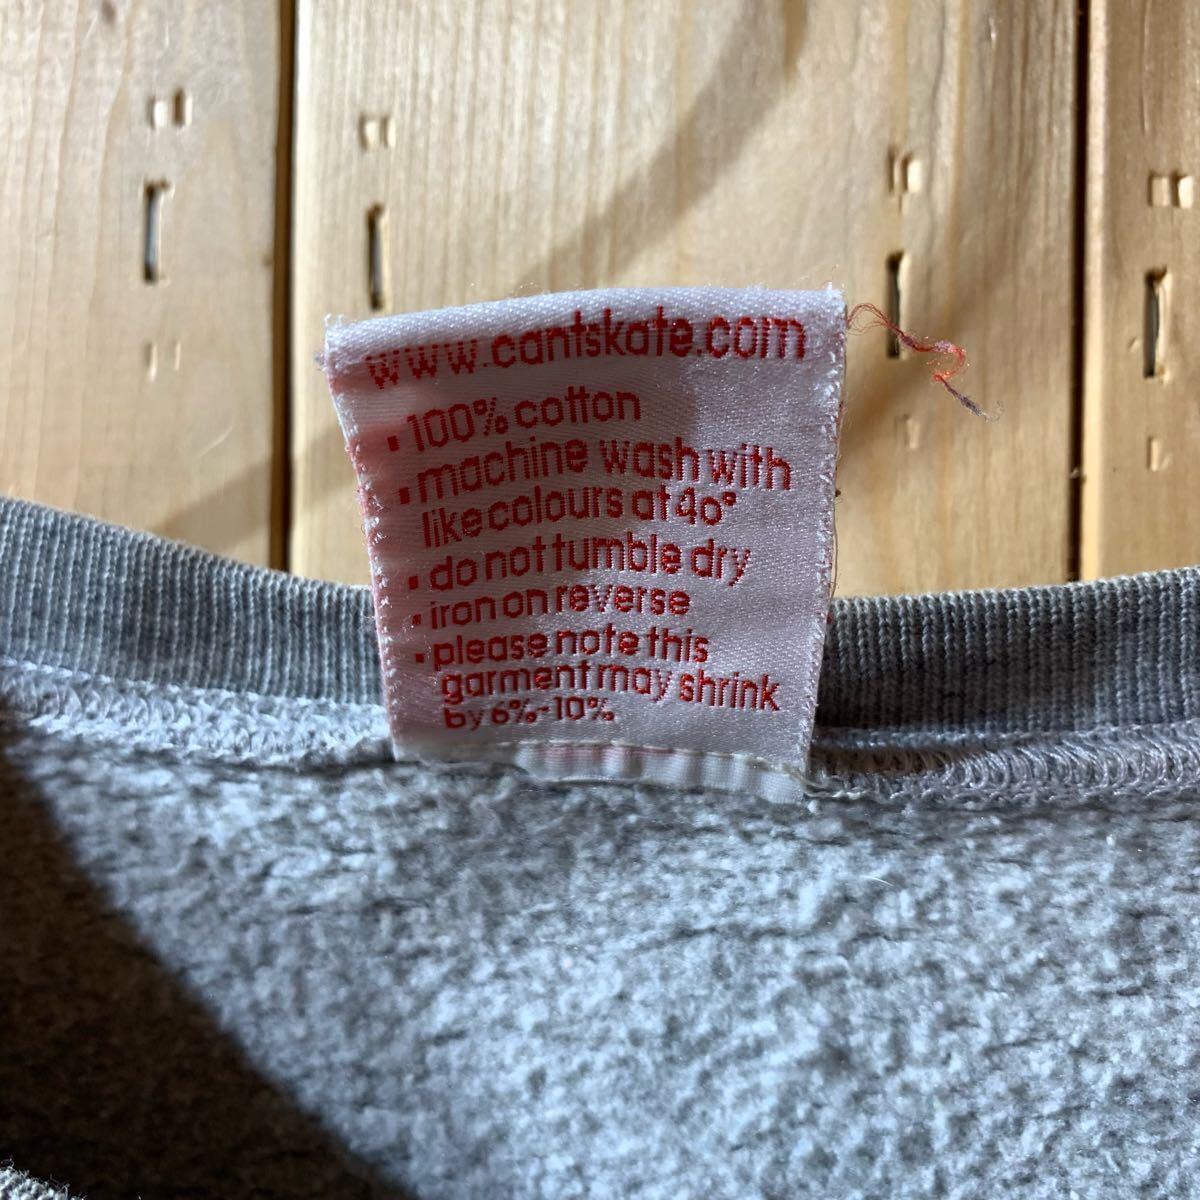 www.cantskate.com
▪ 100% cotton
▪ machine wash with
like colours at 40°
▪ do not tumble dry
▪ iron on reverse
▪ please note this
garment may shrink
by 6%-10%